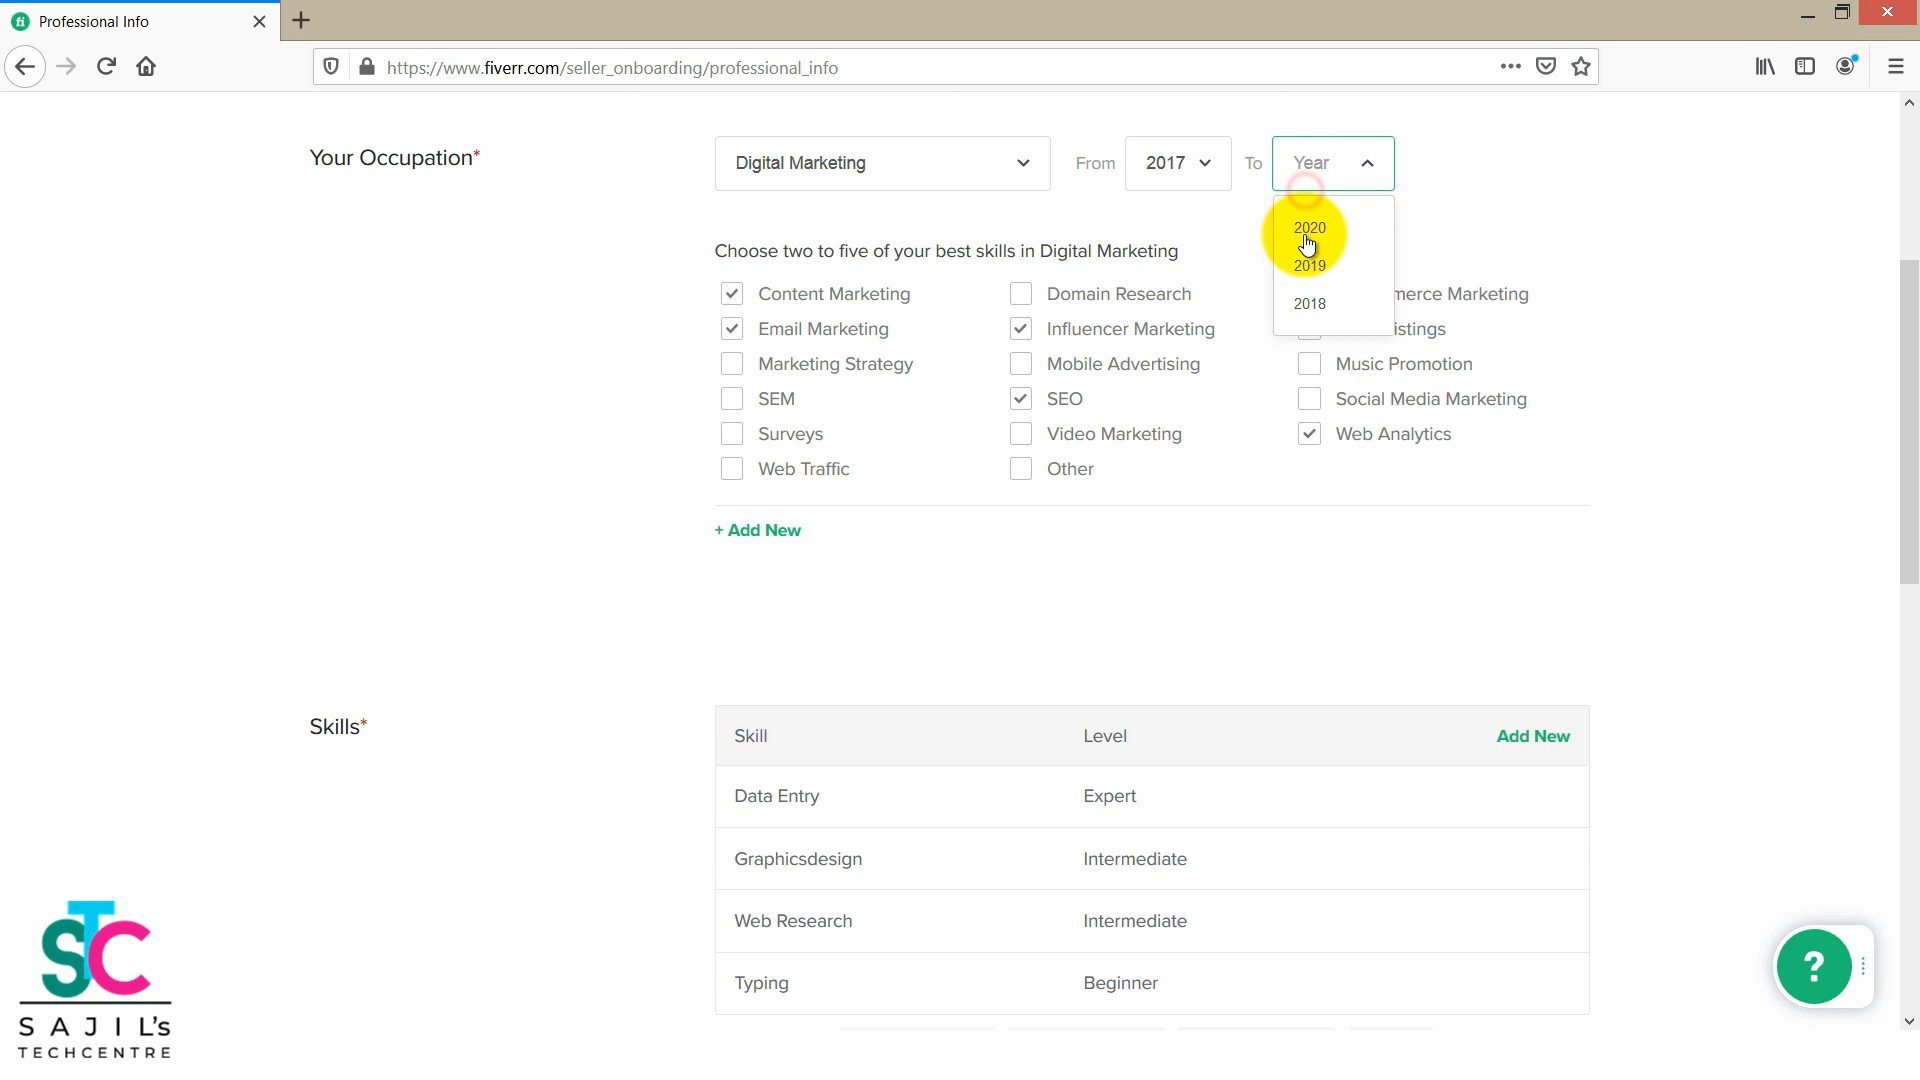 Professional Info
https://www.fiverr.com/seller_onboarding/professional_info
Your Occupation*
Digital Marketing
From
2017
To
Year
2020
2019
2018
Choose two to five of your best skills in Digital Marketing
Content Marketing
Domain Research
merce Marketing
Email Marketing
Influencer Marketing
istings
Marketing Strategy
Mobile Advertising
Music Promotion
SEM
SEO
Social Media Marketing
Surveys
Video Marketing
Web Analytics
Web Traffic
Other
+ Add New
Skills*
Skill
Level
Add New
Data Entry
Expert
Graphicsdesign
Intermediate
Web Research
Intermediate
Typing
Beginner
?
STC
SAJIL's
TECHCENTRE